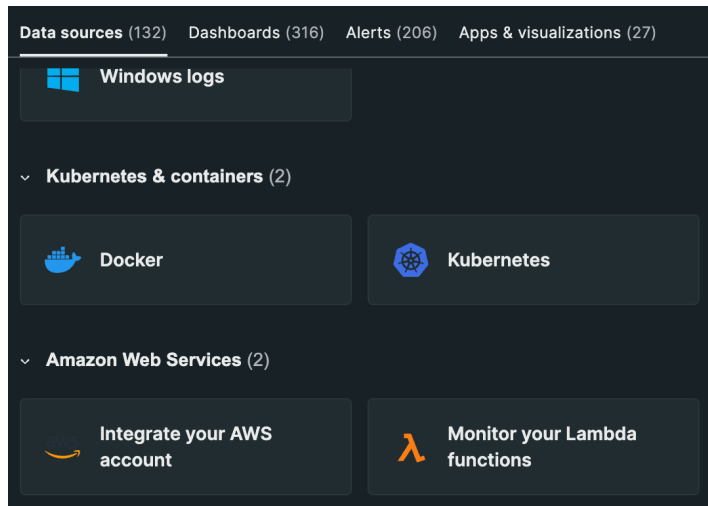 Data sources (132) Dashboards (316) Alerts (206) Apps & visualizations (27)
Windows logs
Kubernetes & containers (2)
Docker
Kubernetes
Amazon Web Services (2)
aws
Integrate your AWS
account
Monitor your Lambda
functions